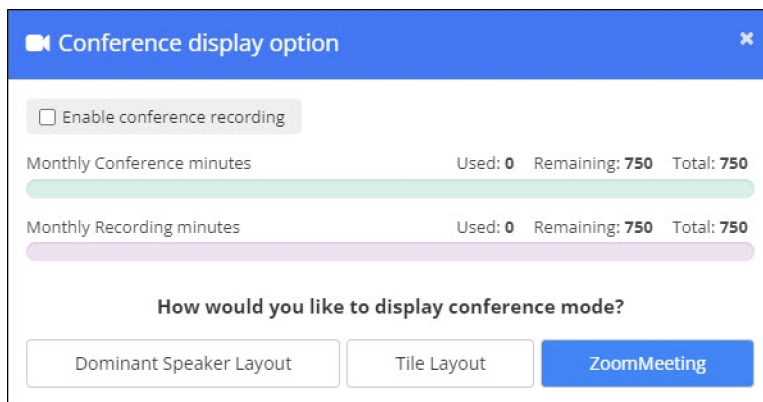 Conference display option
Enable conference recording
Monthly Conference minutes Used: 0 Remaining: 750 Total: 750
Monthly Recording minutes Used: 0 Remaining: 750 Total: 750
How would you like to display conference mode?
Dominant Speaker Layout Tile Layout ZoomMeeting